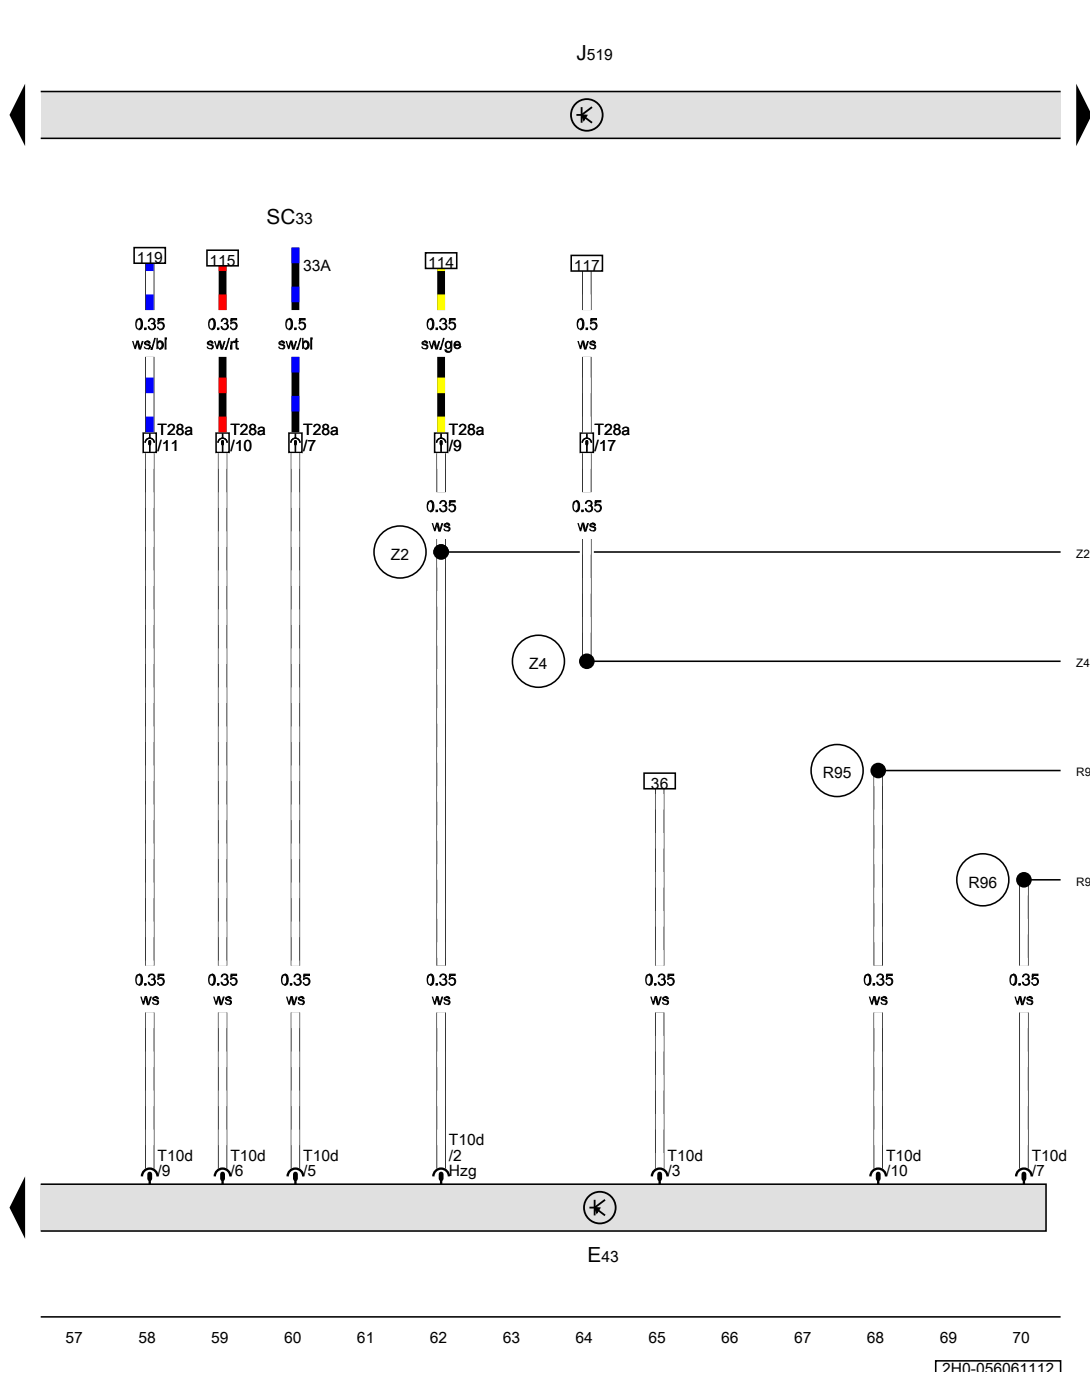 J519
SC33
119
115
33A
114
117
0.35
ws/bl
0.35
sw/rt
0.5
sw/bl
0.35
sw/ge
0.5
ws
T28a
/11
T28a
/10
T28a
/7
T28a
/9
T28a
/17
0.35
ws
0.35
ws
Z2
Z2
Z4
Z4
R95
R9
36
R96
R9
0.35
ws
0.35
ws
0.35
ws
0.35
ws
0.35
ws
0.35
ws
0.35
ws
T10d
/9
T10d
/6
T10d
/5
T10d
/2
Hzg
T10d
/3
T10d
/10
T10d
/7
E43
57 58 59 60 61 62 63 64 65 66 67 68 69 70
2H0-056061112